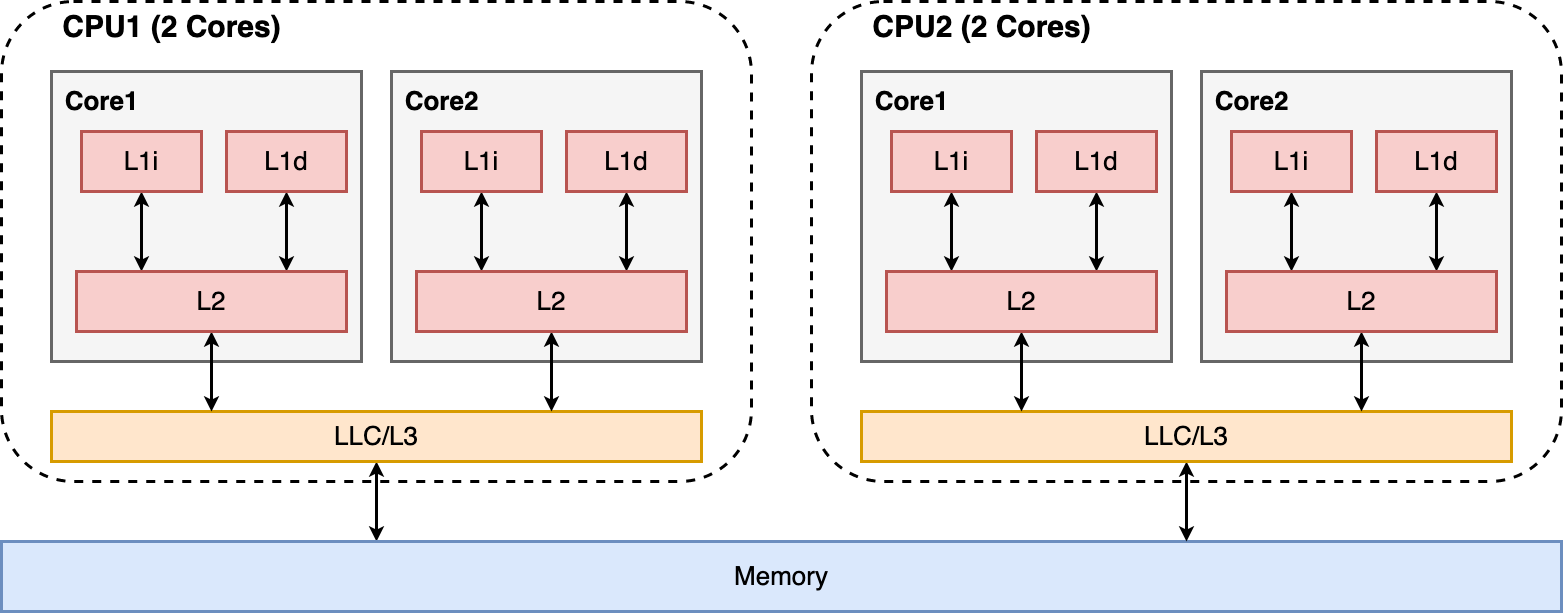 CPU1 (2 Cores)
Core1
L1i
L1d
L2
Core2
L1i
L1d
L2
LLC/L3
CPU2 (2 Cores)
Core1
L1i
L1d
L2
Core2
L1i
L1d
L2
LLC/L3
Memory